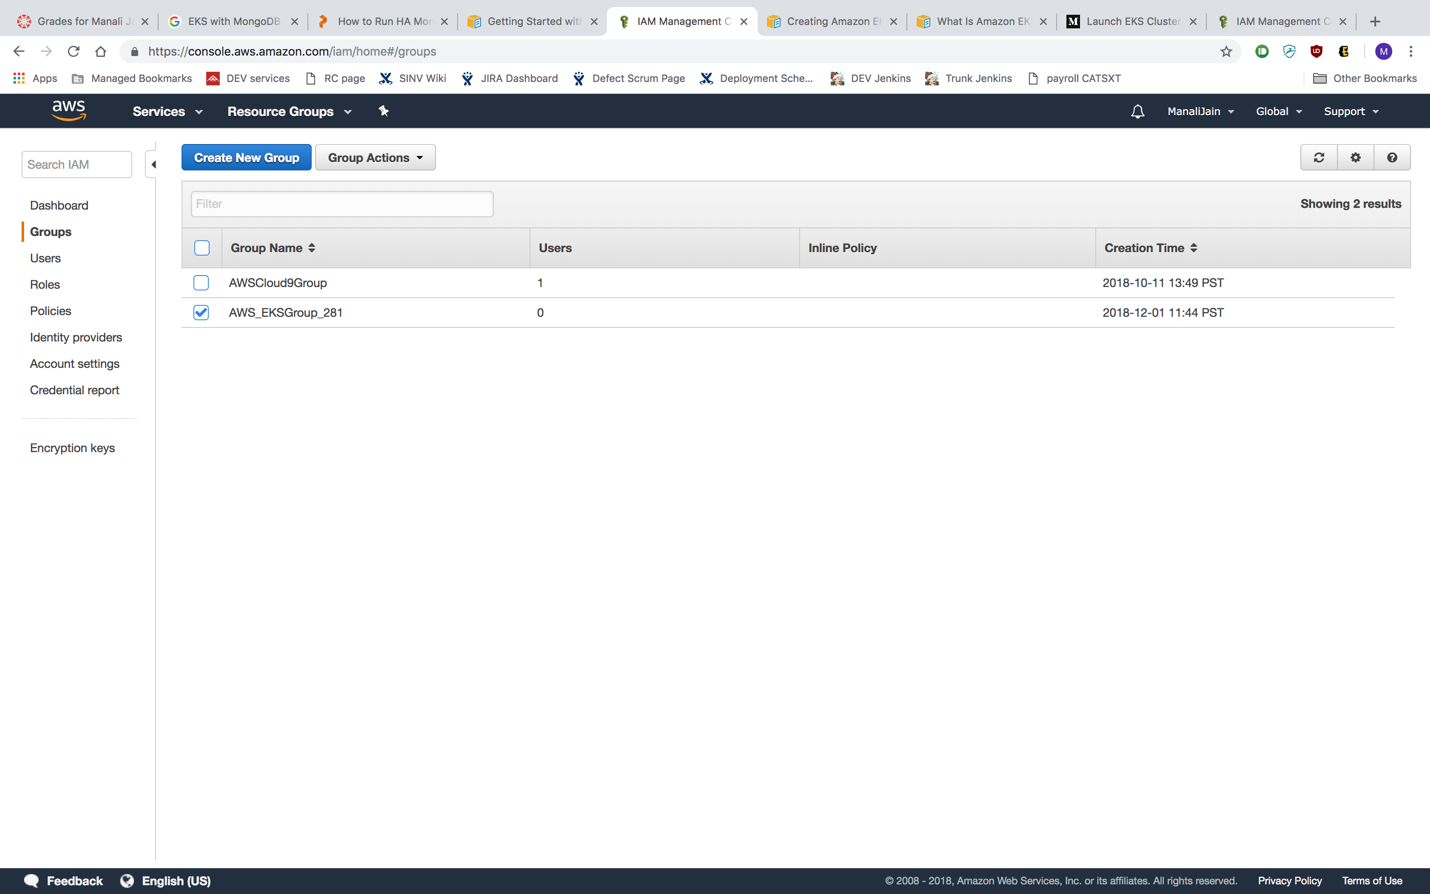 Grades for Manali J
EKS with MongoDB
How to Run HA Mon
Getting Started with
IAM Management C
Creating Amazon E
What Is Amazon EK
Launch EKS Cluster
IAM Management C
https://console.aws.amazon.com/iam/home#/groups
M
Apps
Managed Bookmarks
DEV services
RC page
SINV Wiki
JIRA Dashboard
Defect Scrum Page
Deployment Sche...
DEV Jenkins
Trunk Jenkins
payroll CATSXT
Other Bookmarks
aws
Services
Resource Groups
ManaliJain
Global
Support
Search IAM
Dashboard
Groups
Users
Roles
Policies
Identity providers
Account settings
Credential report
Encryption keys
Create New Group
Group Actions
Filter
Showing 2 results
Group Name
Users
Inline Policy
Creation Time
AWSCloud9Group
1
2018-10-11 13:49 PST
AWS_EKSGroup_281
0
2018-12-01 11:44 PST
Feedback
English (US)
© 2008 - 2018, Amazon Web Services, Inc. or its affiliates. All rights reserved.
Privacy Policy
Terms of Use